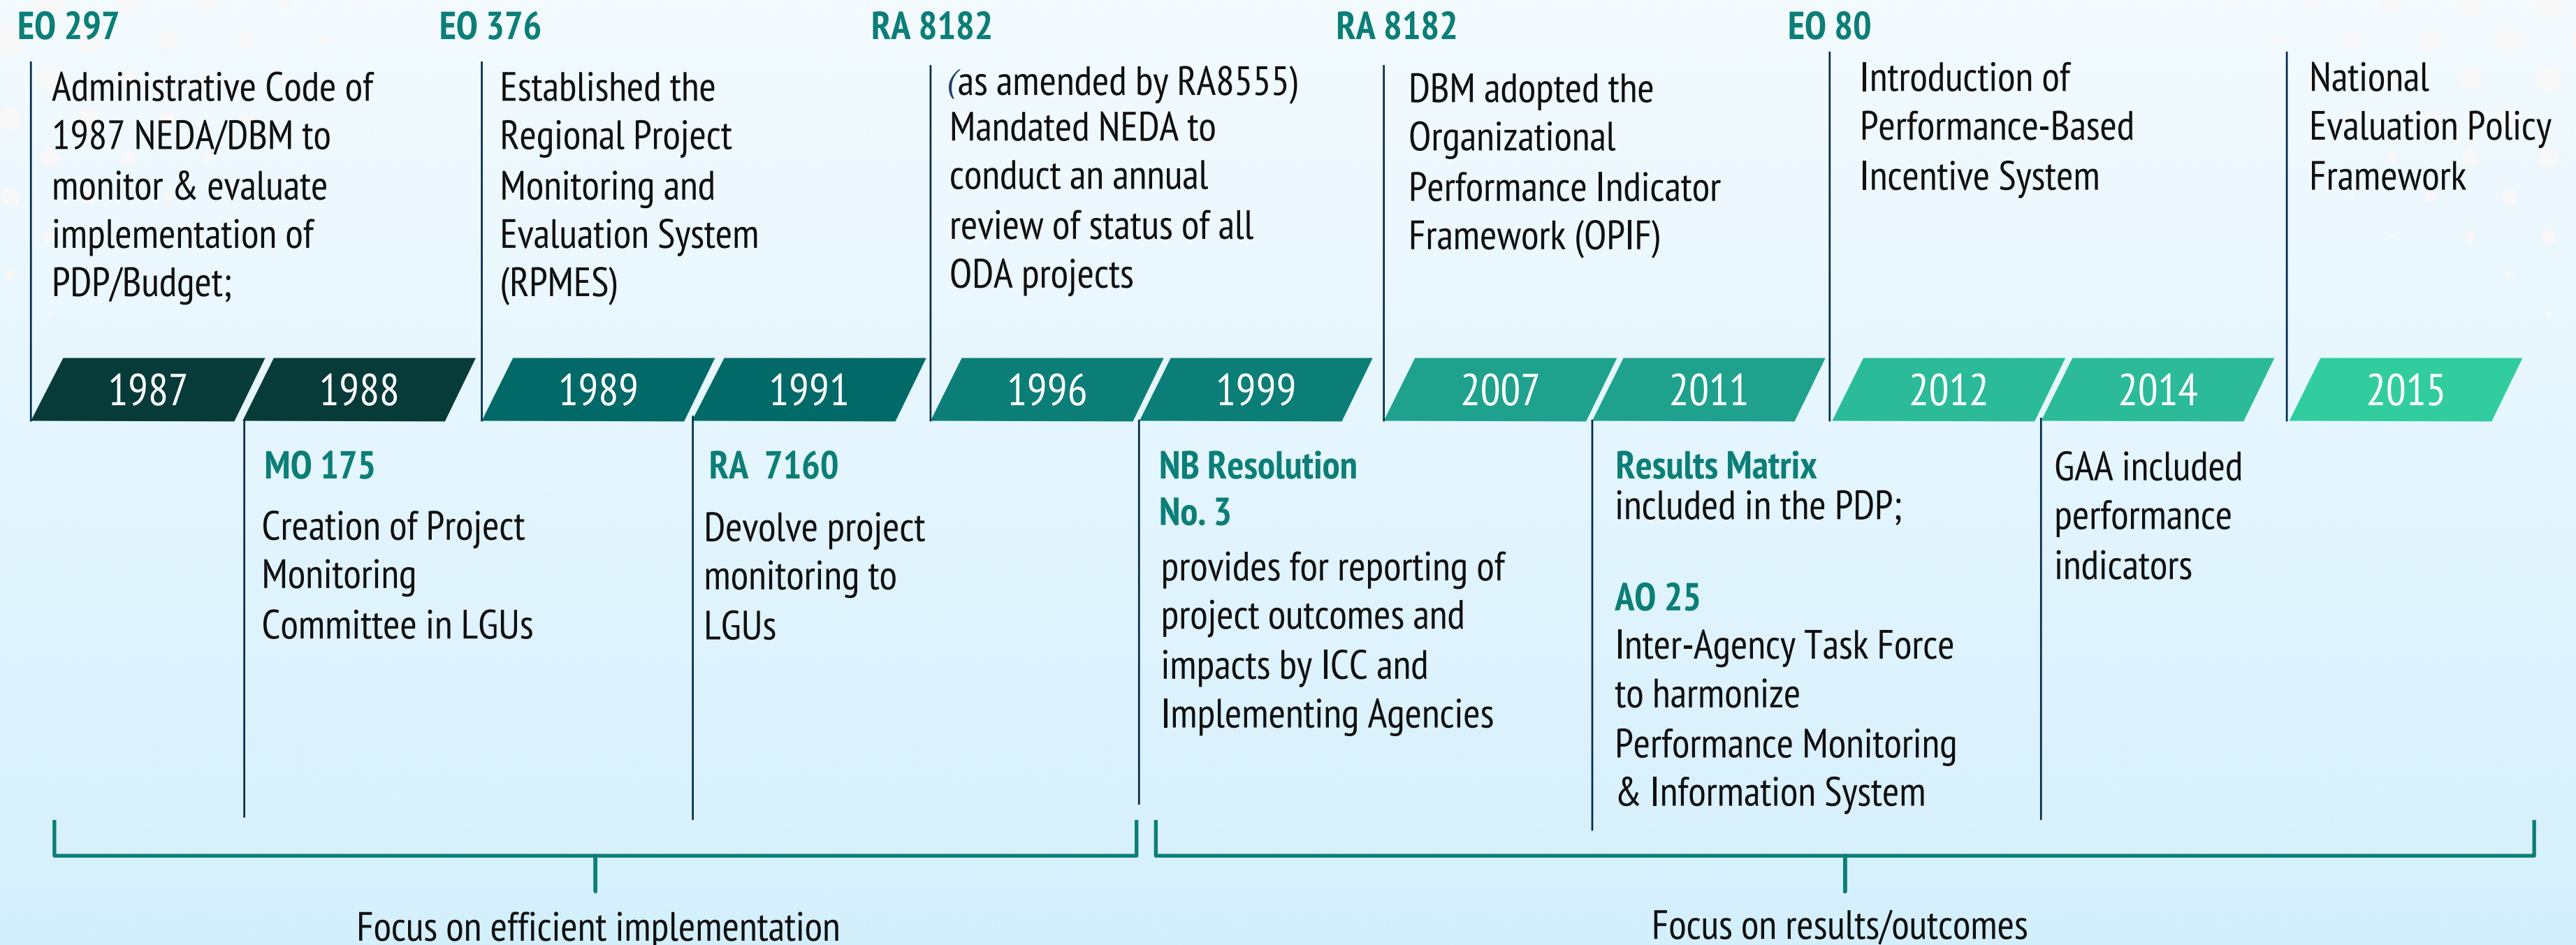 EO 297
Administrative Code of
1987 NEDA/DBM to
monitor & evaluate
implementation of
PDP/Budget;
EO 376
Established the
Regional Project
Monitoring and
Evaluation System
(RPMES)
RA 8182
(as amended by RA8555)
Mandated NEDA to
conduct an annual
review of status of all
ODA projects
RA 8182
DBM adopted the
Organizational
Performance Indicator
Framework (OPIF)
EO 80
Introduction of
Performance-Based
Incentive System
National
Evaluation Policy
Framework
1987
1988
1989
1991
1996
1999
2007
2011
2012
2014
2015
MO 175
Creation of Project
Monitoring
Committee in LGUs
RA 7160
Devolve project
monitoring to
LGUs
NB Resolution
No. 3
provides for reporting of
project outcomes and
impacts by ICC and
Implementing Agencies
Results Matrix
included in the PDP;
AO 25
Inter-Agency Task Force
to harmonize
Performance Monitoring
& Information System
GAA included
performance
indicators
Focus on efficient implementation
Focus on results/outcomes